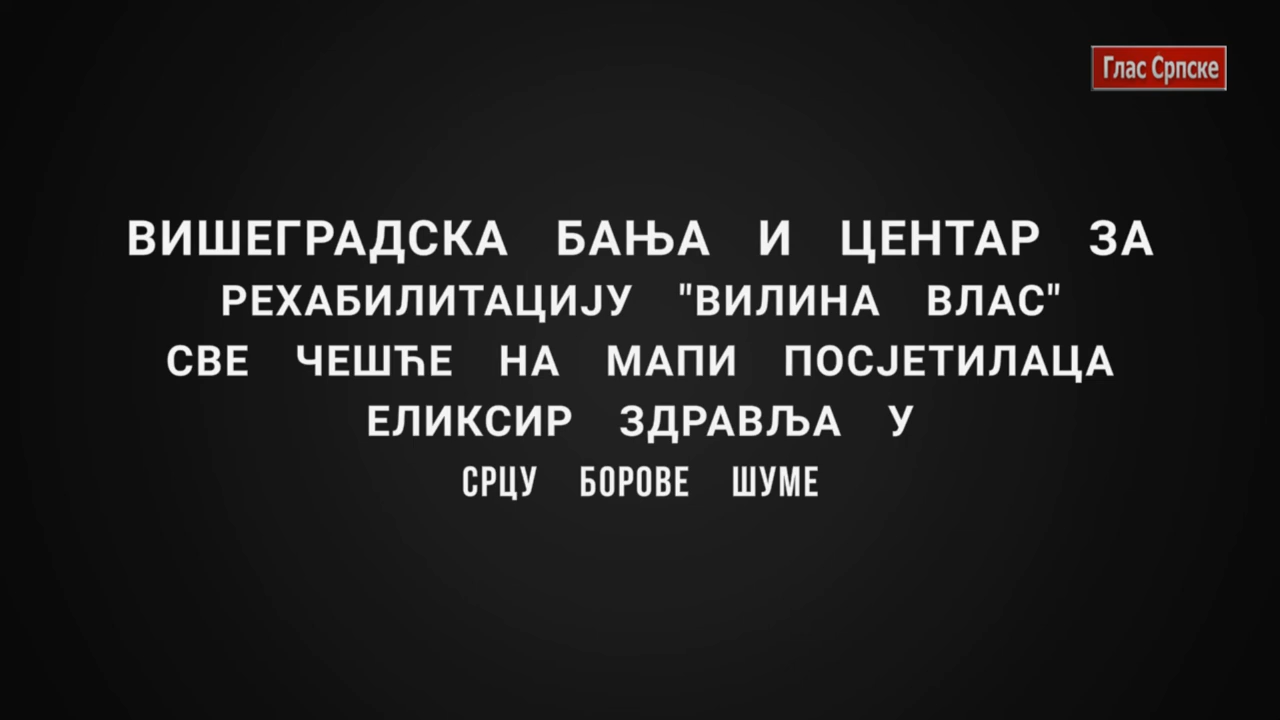 Глас Српске
ВИШЕГРАДСКА БАЊА И ЦЕНТАР ЗА
РЕХАБИЛИТАЦИЈУ "ВИЛИНА ВЛАС"
СВЕ ЧЕШЋЕ НА МАПИ ПОСЈЕТИЛАЦА
ЕЛИКСИР ЗДРАВЉА У
СРЦУ БОРОВЕ ШУМЕ